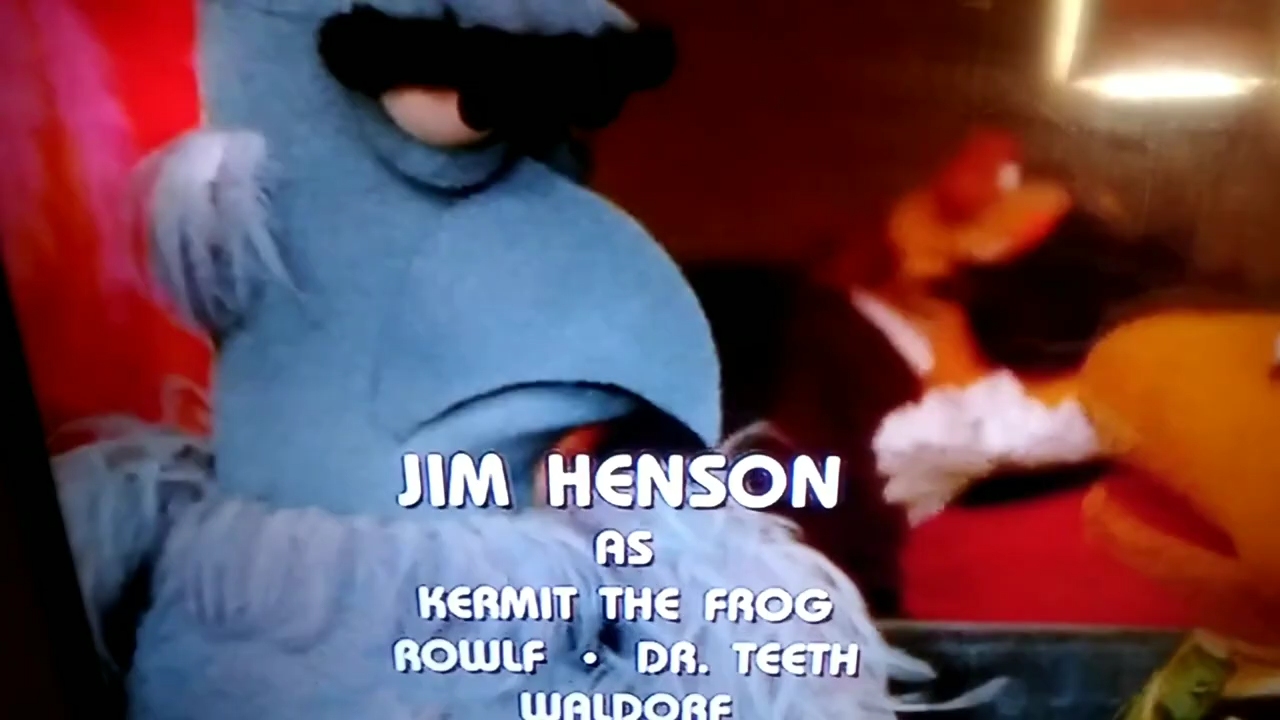 JIM HENSON
AS
KERMIT THE FROG
ROWLF • DR. TEETH
WALDORF